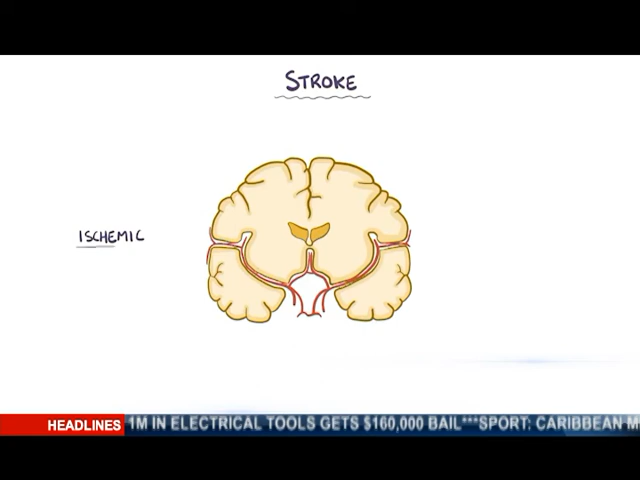 STROKE
ISCHEMIC
HEADLINES 1M IN ELECTRICAL TOOLS GETS $160,000 BAIL***SPORT: CARIBBEAN M